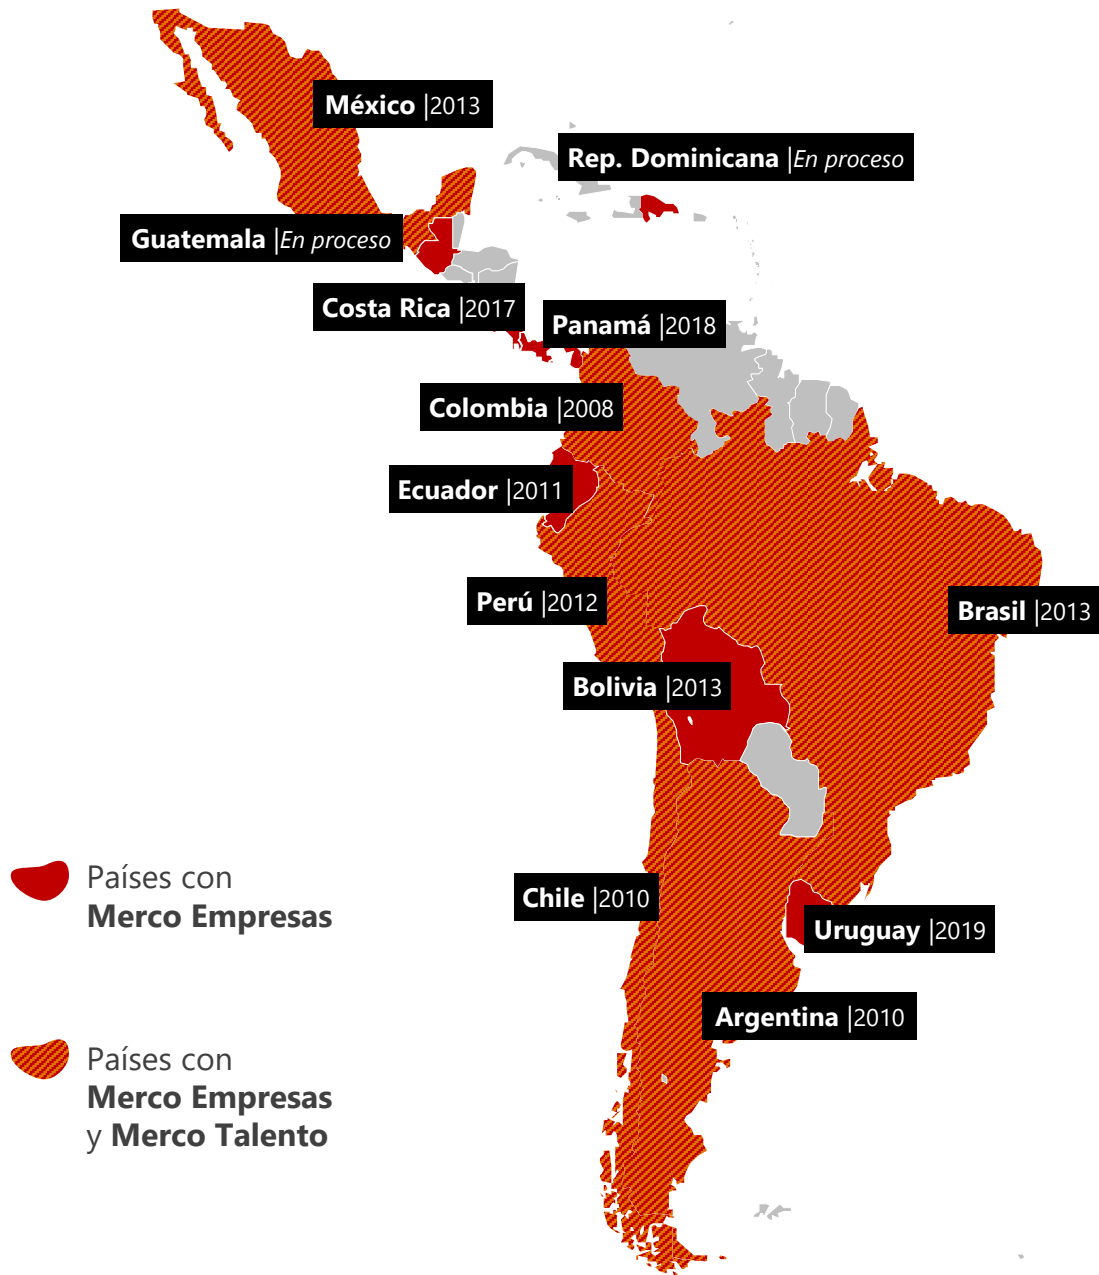 México |2013
Rep. Dominicana |En proceso
Guatemala |En proceso
Costa Rica |2017
Panamá |2018
Colombia |2008
Ecuador |2011
Perú |2012
Brasil |2013
Bolivia |2013
Países con
Merco Empresas
Chile |2010
Uruguay |2019
Argentina |2010
Países con
Merco Empresas
y Merco Talento